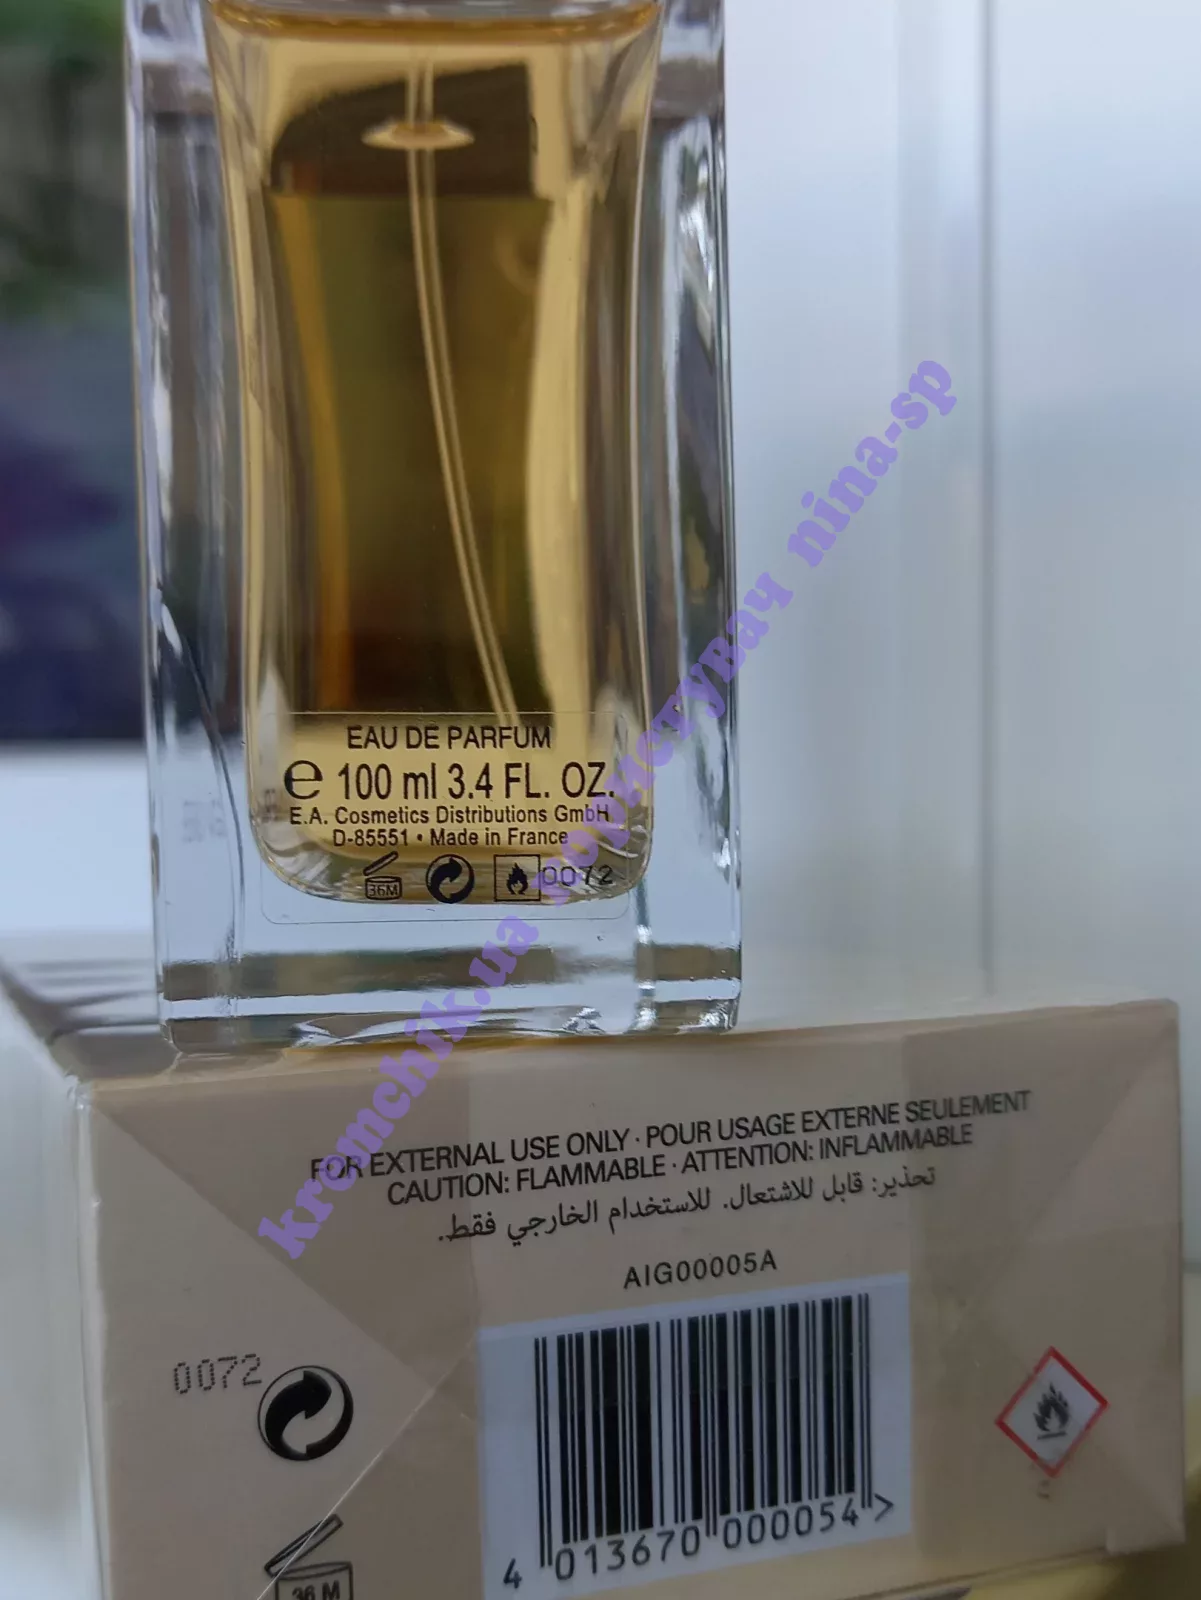 EAU DE PARFUM
e 100 ml 3.4 FL. OZ.
E.A. Cosmetics Distributions GmbH
D-85551 • Made in France
36M
0072
kremchik.ua користувач nina-sp
FOR EXTERNAL USE ONLY · POUR USAGE EXTERNE SEULEMENT
CAUTION: FLAMMABLE · ATTENTION: INFLAMMABLE
تحذير: قابل للاشتعال. للاستخدام الخارجي فقط.
AIG00005A
0072
4 013670 000054 >
36 M